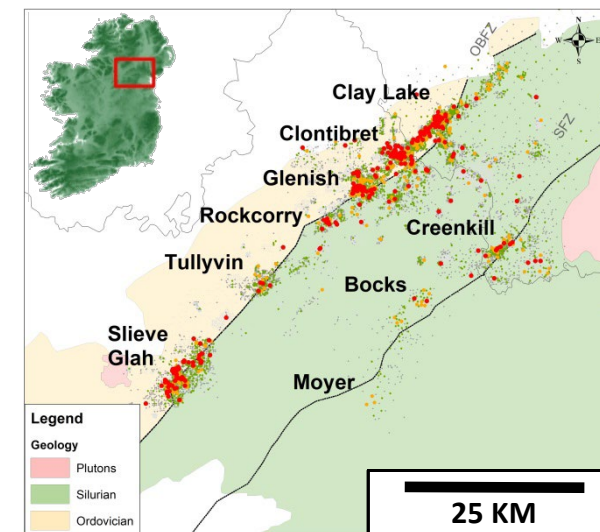 OBFZ
N
W E
S
Clay Lake
SFZ
Clontibret
Glenish
Rockcorry
Creenkill
Tullyvin
Bocks
Slieve
Glah
Moyer
Legend
Geology
Plutons
Silurian
Ordovician
25 KM